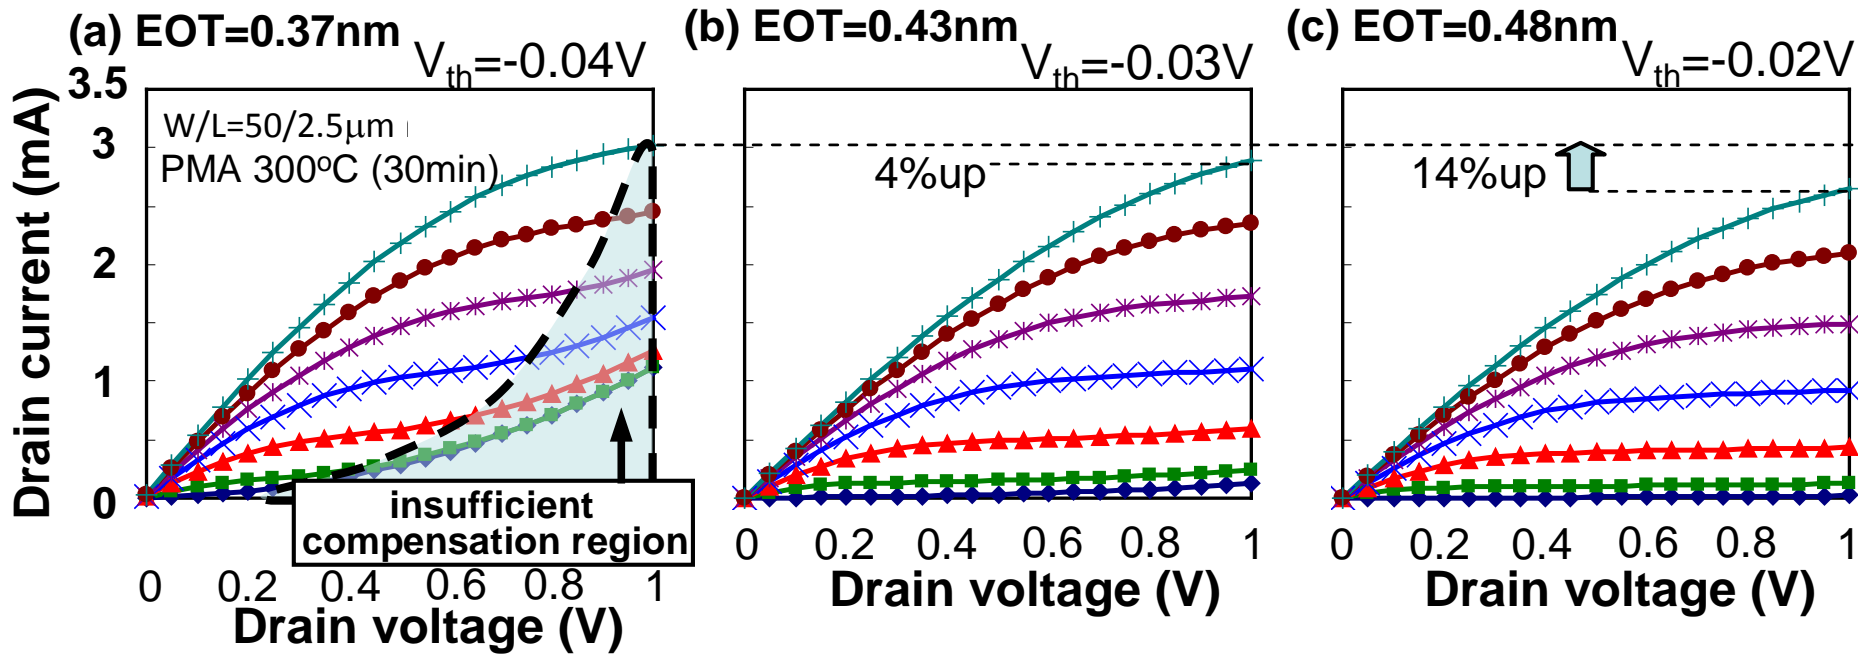 (a) EOT=0.37nm
Vth=-0.04V
(b) EOT=0.43nm
Vth=-0.03V
(c) EOT=0.48nm
Vth=-0.02V
Drain current (mA)
3.5
3
2
1
0
W/L=50/2.5μm
PMA 300ºC (30min)
4%up
14%up
insufficient
compensation region
0 0.2 0.4 0.6 0.8 1
Drain voltage (V)
0 0.2 0.4 0.6 0.8 1
Drain voltage (V)
0 0.2 0.4 0.6 0.8 1
Drain voltage (V)